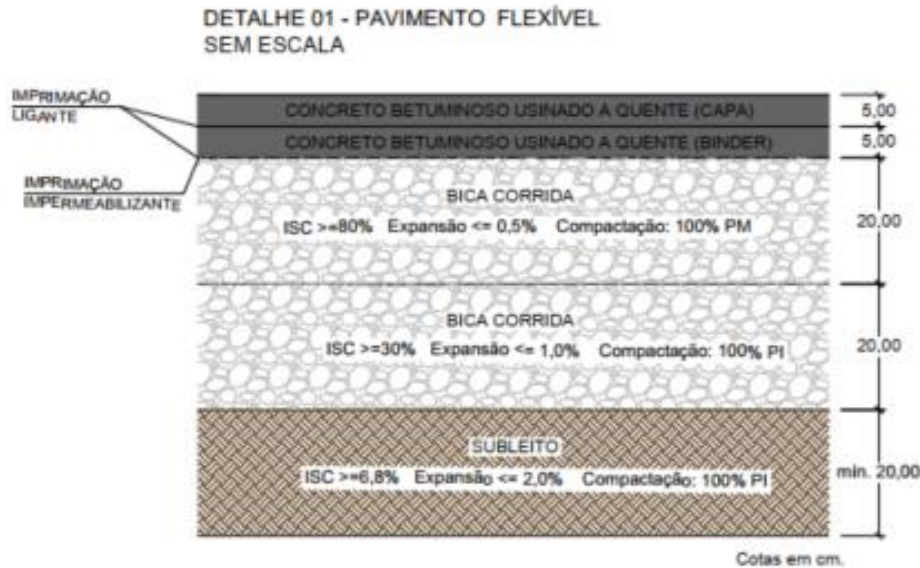 DETALHE 01 - PAVIMENTO FLEXÍVEL
SEM ESCALA
IMPRIMAÇÃO
LIGANTE
CONCRETO BETUMINOSO USINADO A QUENTE (CAPA)
5,00
CONCRETO BETUMINOSO USINADO A QUENTE (BINDER)
5,00
IMPRIMAÇÃO
IMPERMEABILIZANTE
BICA CORRIDA
ISC >=80% Expansão <= 0,5% Compactação: 100% PM
20,00
BICA CORRIDA
ISC >=30% Expansão <= 1,0% Compactação: 100% PI
20,00
SUBLEITO
ISC >=6,8% Expansão <= 2,0% Compactação: 100% PI
mín. 20,00
Cotas em cm.